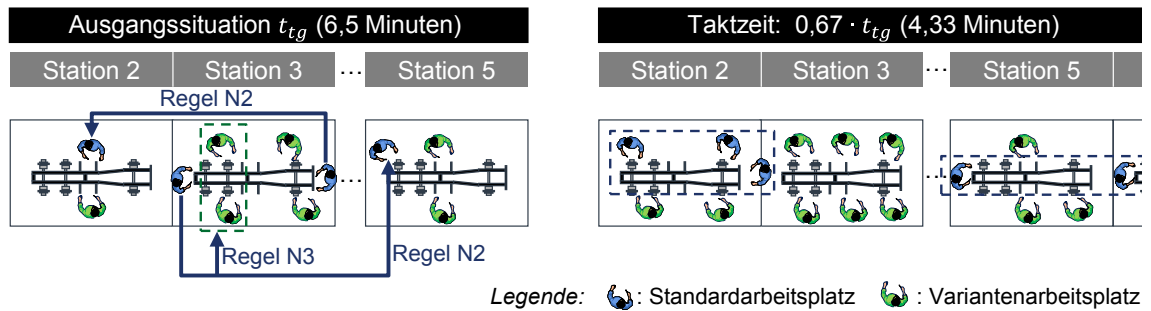 Ausgangssituation t_tg (6,5 Minuten)
Station 2 Station 3 ... Station 5
Regel N2
...
Regel N3
Regel N2
Taktzeit: 0,67 · t_tg (4,33 Minuten)
Station 2 Station 3 ... Station 5
...
Legende: : Standardarbeitsplatz : Variantenarbeitsplatz